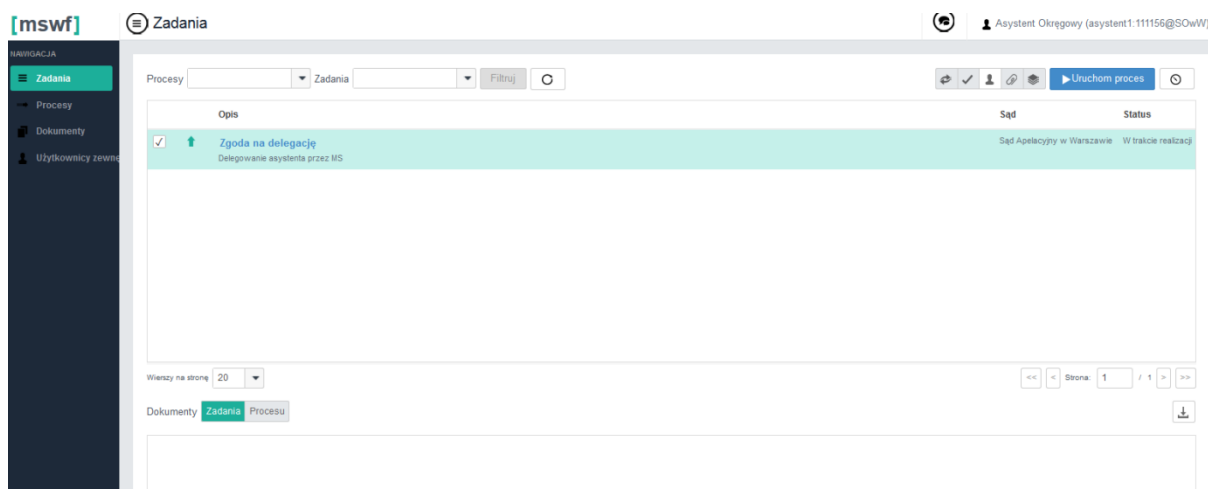 [mswf]
Zadania
Asystent Okręgowy (asystent1:111156@SOwW)
NAWIGACJA
Zadania
Procesy
Dokumenty
Użytkownicy zewnę
Procesy
Zadania
Filtruj
Uruchom proces
Opis
Sąd
Status
Zgoda na delegację
Delegowanie asystenta przez MS
Sąd Apelacyjny w Warszawie
W trakcie realizacji
Wierszy na stronę 20
<< < Strona: 1 / 1 > >>
Dokumenty Zadania Procesu